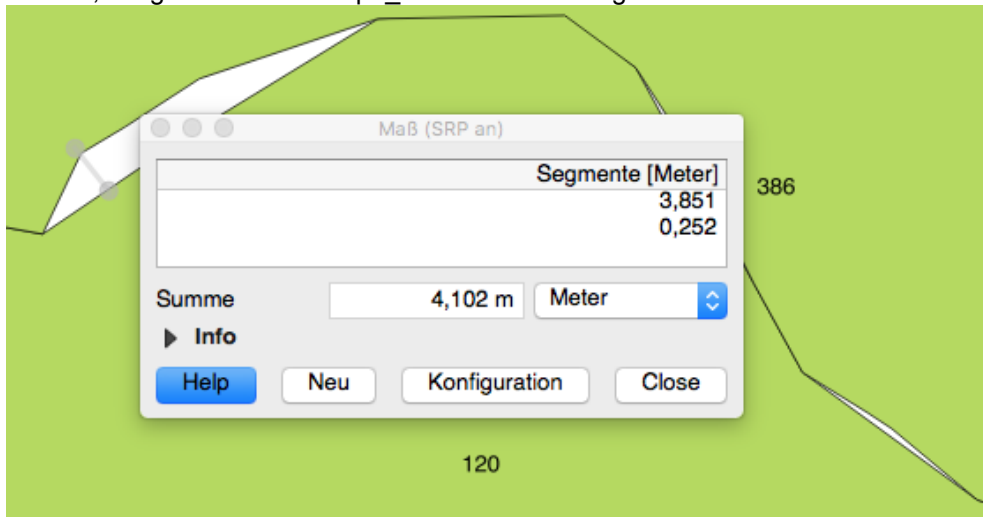 Maß (SRP an)
Segmente [Meter]
3,851
386
0,252
Summe 4,102 m Meter
Info
Help Neu Konfiguration Close
120